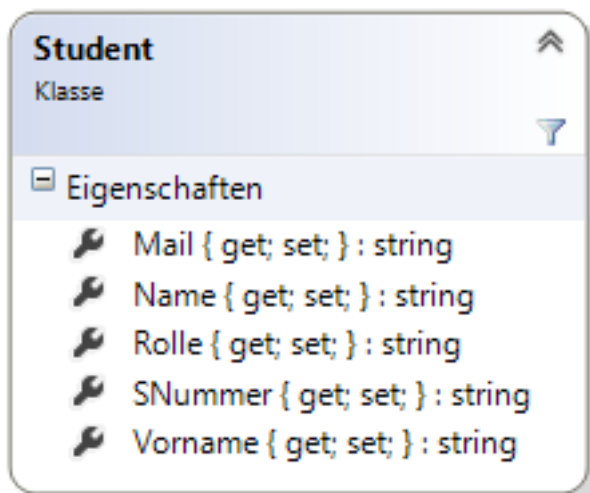 Student
Klasse
Eigenschaften
Mail { get; set; } : string
Name { get; set; } : string
Rolle { get; set; } : string
SNummer { get; set; } : string
Vorname { get; set; } : string